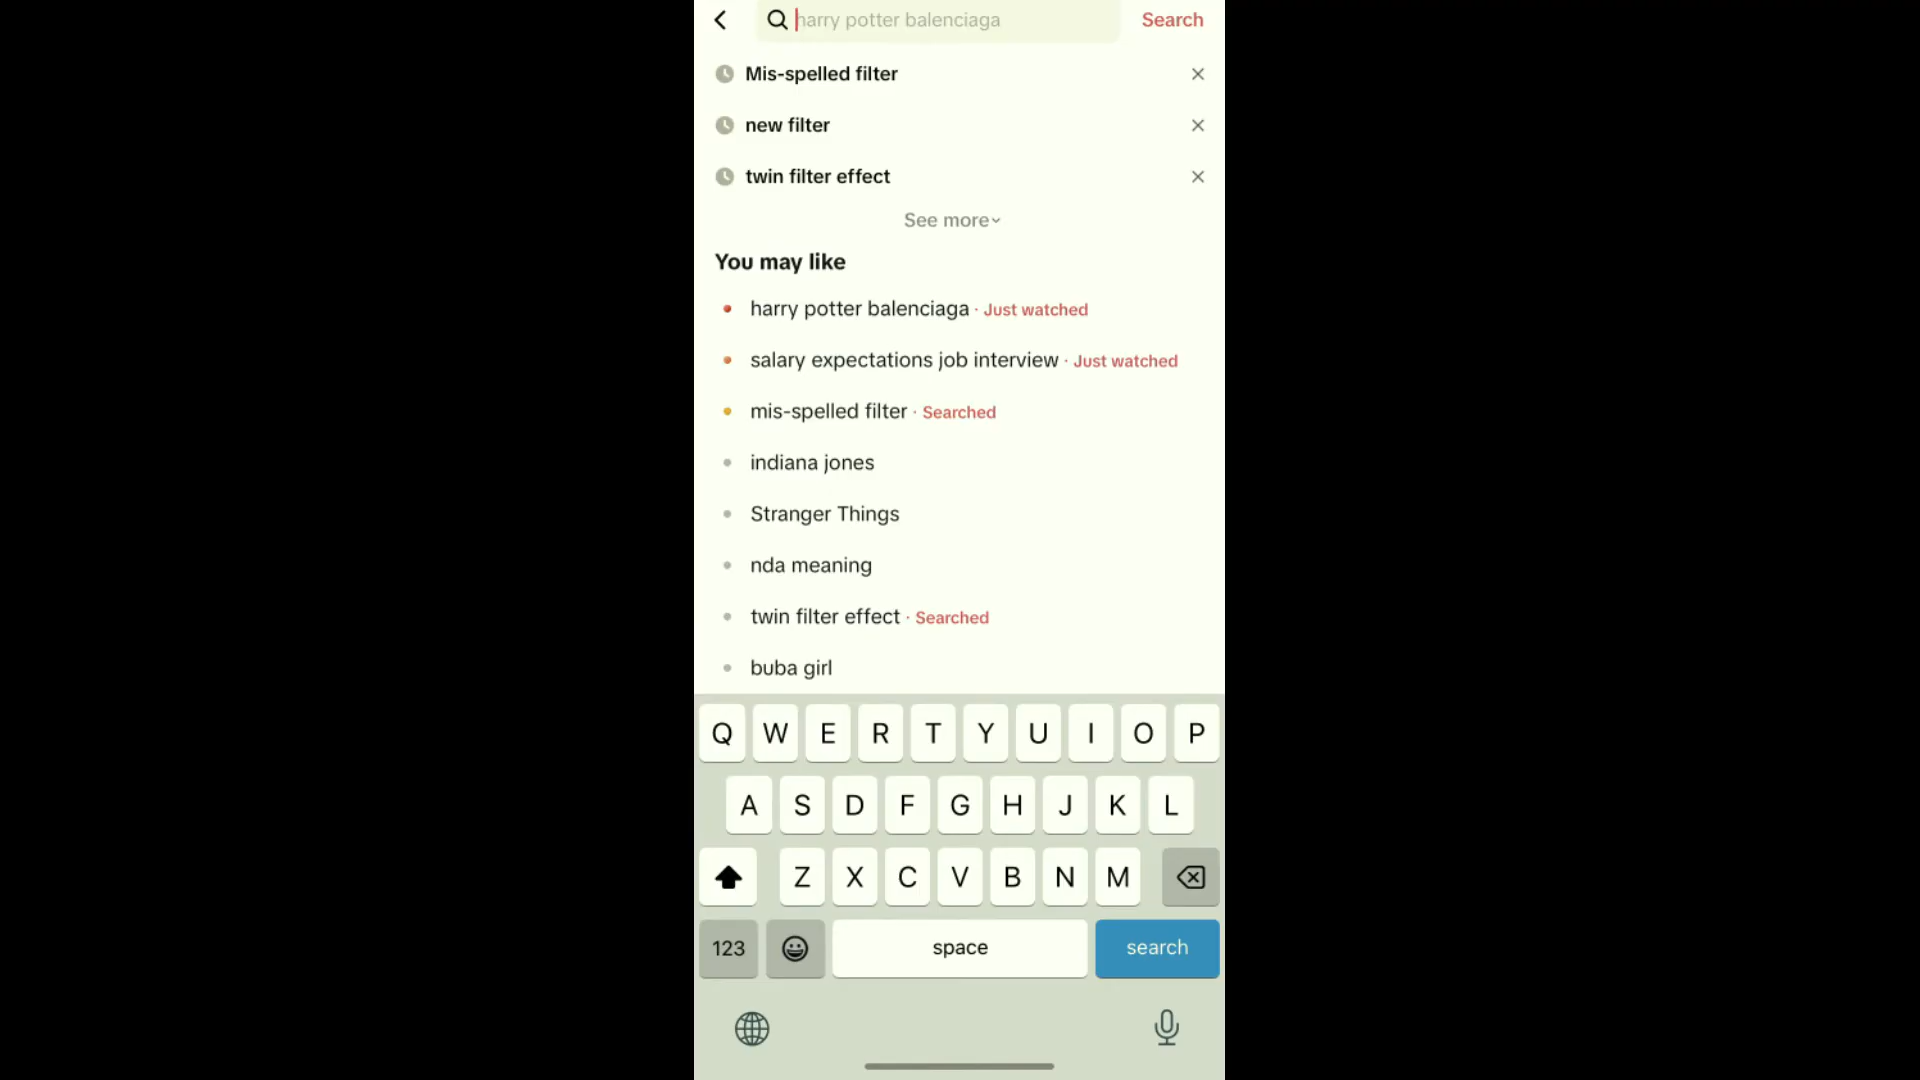 harry potter balenciaga Search
Mis-spelled filter
new filter
twin filter effect
See more
You may like
harry potter balenciaga · Just watched
salary expectations job interview · Just watched
mis-spelled filter · Searched
indiana jones
Stranger Things
nda meaning
twin filter effect · Searched
buba girl
Q W E R T Y U I O P
A S D F G H J K L
Z X C V B N M
123 space search